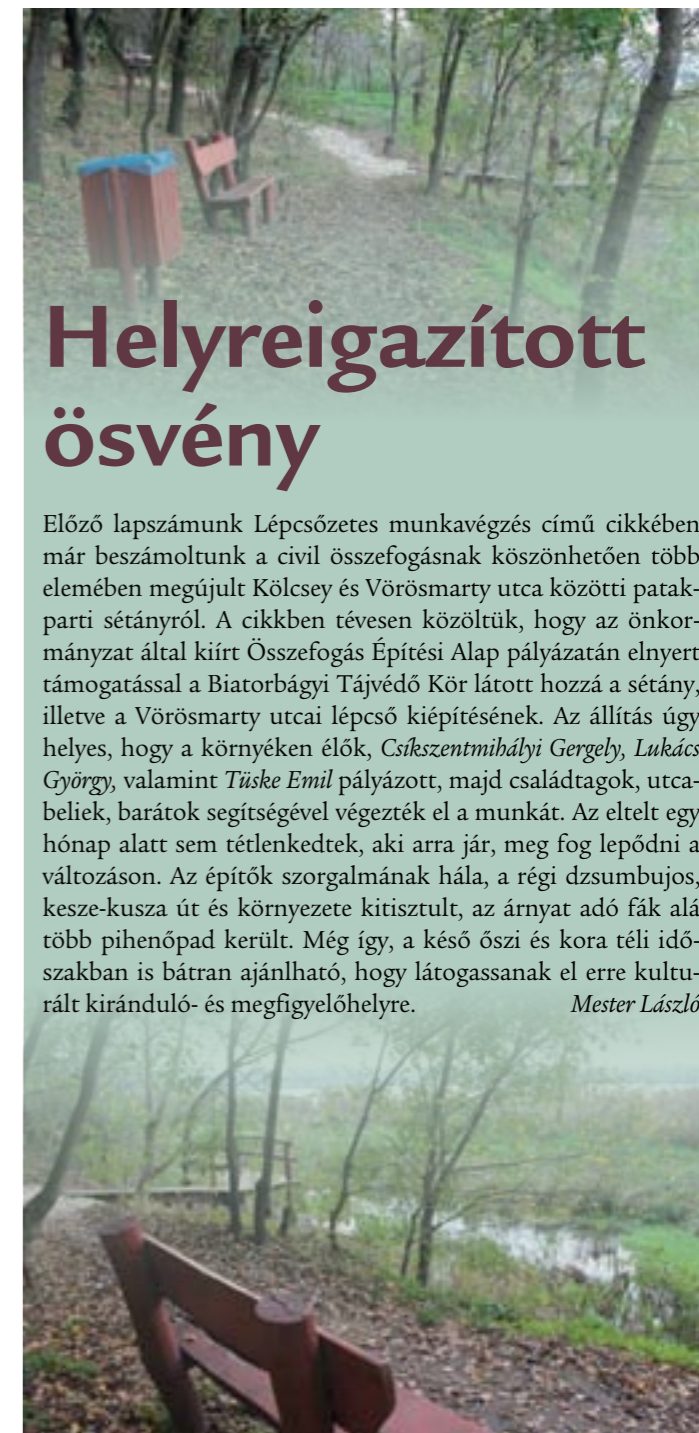 Helyreigazított
ösvény
Előző lapszámunk Lépcsőzetes munkavégzés című cikkében
már beszámoltunk a civil összefogásnak köszönhetően több
elemében megújult Kölcsey és Vörösmarty utca közötti patak-
parti sétányról. A cikkben tévesen közöltük, hogy az önkor-
mányzat által kiírt Összefogás Építési Alap pályázatán elnyert
támogatással a Biatorbágyi Tájvédő Kör látott hozzá a sétány,
illetve a Vörösmarty utcai lépcső kiépítésének. Az állítás úgy
helyes, hogy a környéken élők, Csíkszentmihályi Gergely, Lukács
György, valamint Tüske Emil pályázott, majd családtagok, utca-
beliek, barátok segítségével végezték el a munkát. Az eltelt egy
hónap alatt sem tétlenkedtek, aki arra jár, meg fog lepődni a
változáson. Az építők szorgalmának hála, a régi dzsumbujos,
kesze-kusza út és környezete kitisztult, az árnyat adó fák alá
több pihenőpad került. Még így, a késő őszi és kora téli idő-
szakban is bátran ajánlható, hogy látogassanak el erre kultu-
rált kiránduló- és megfigyelőhelyre. Mester László